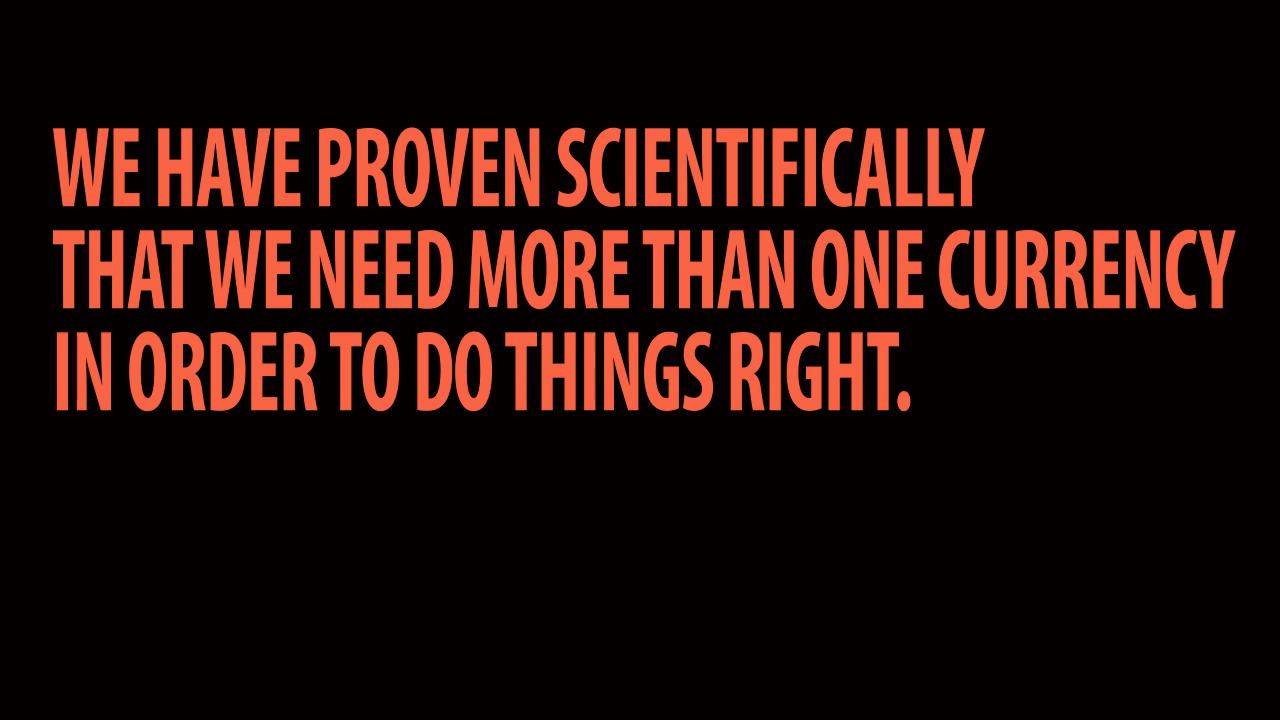 WE HAVE PROVEN SCIENTIFICALLY
THAT WE NEED MORE THAN ONE CURRENCY
IN ORDER TO DO THINGS RIGHT.